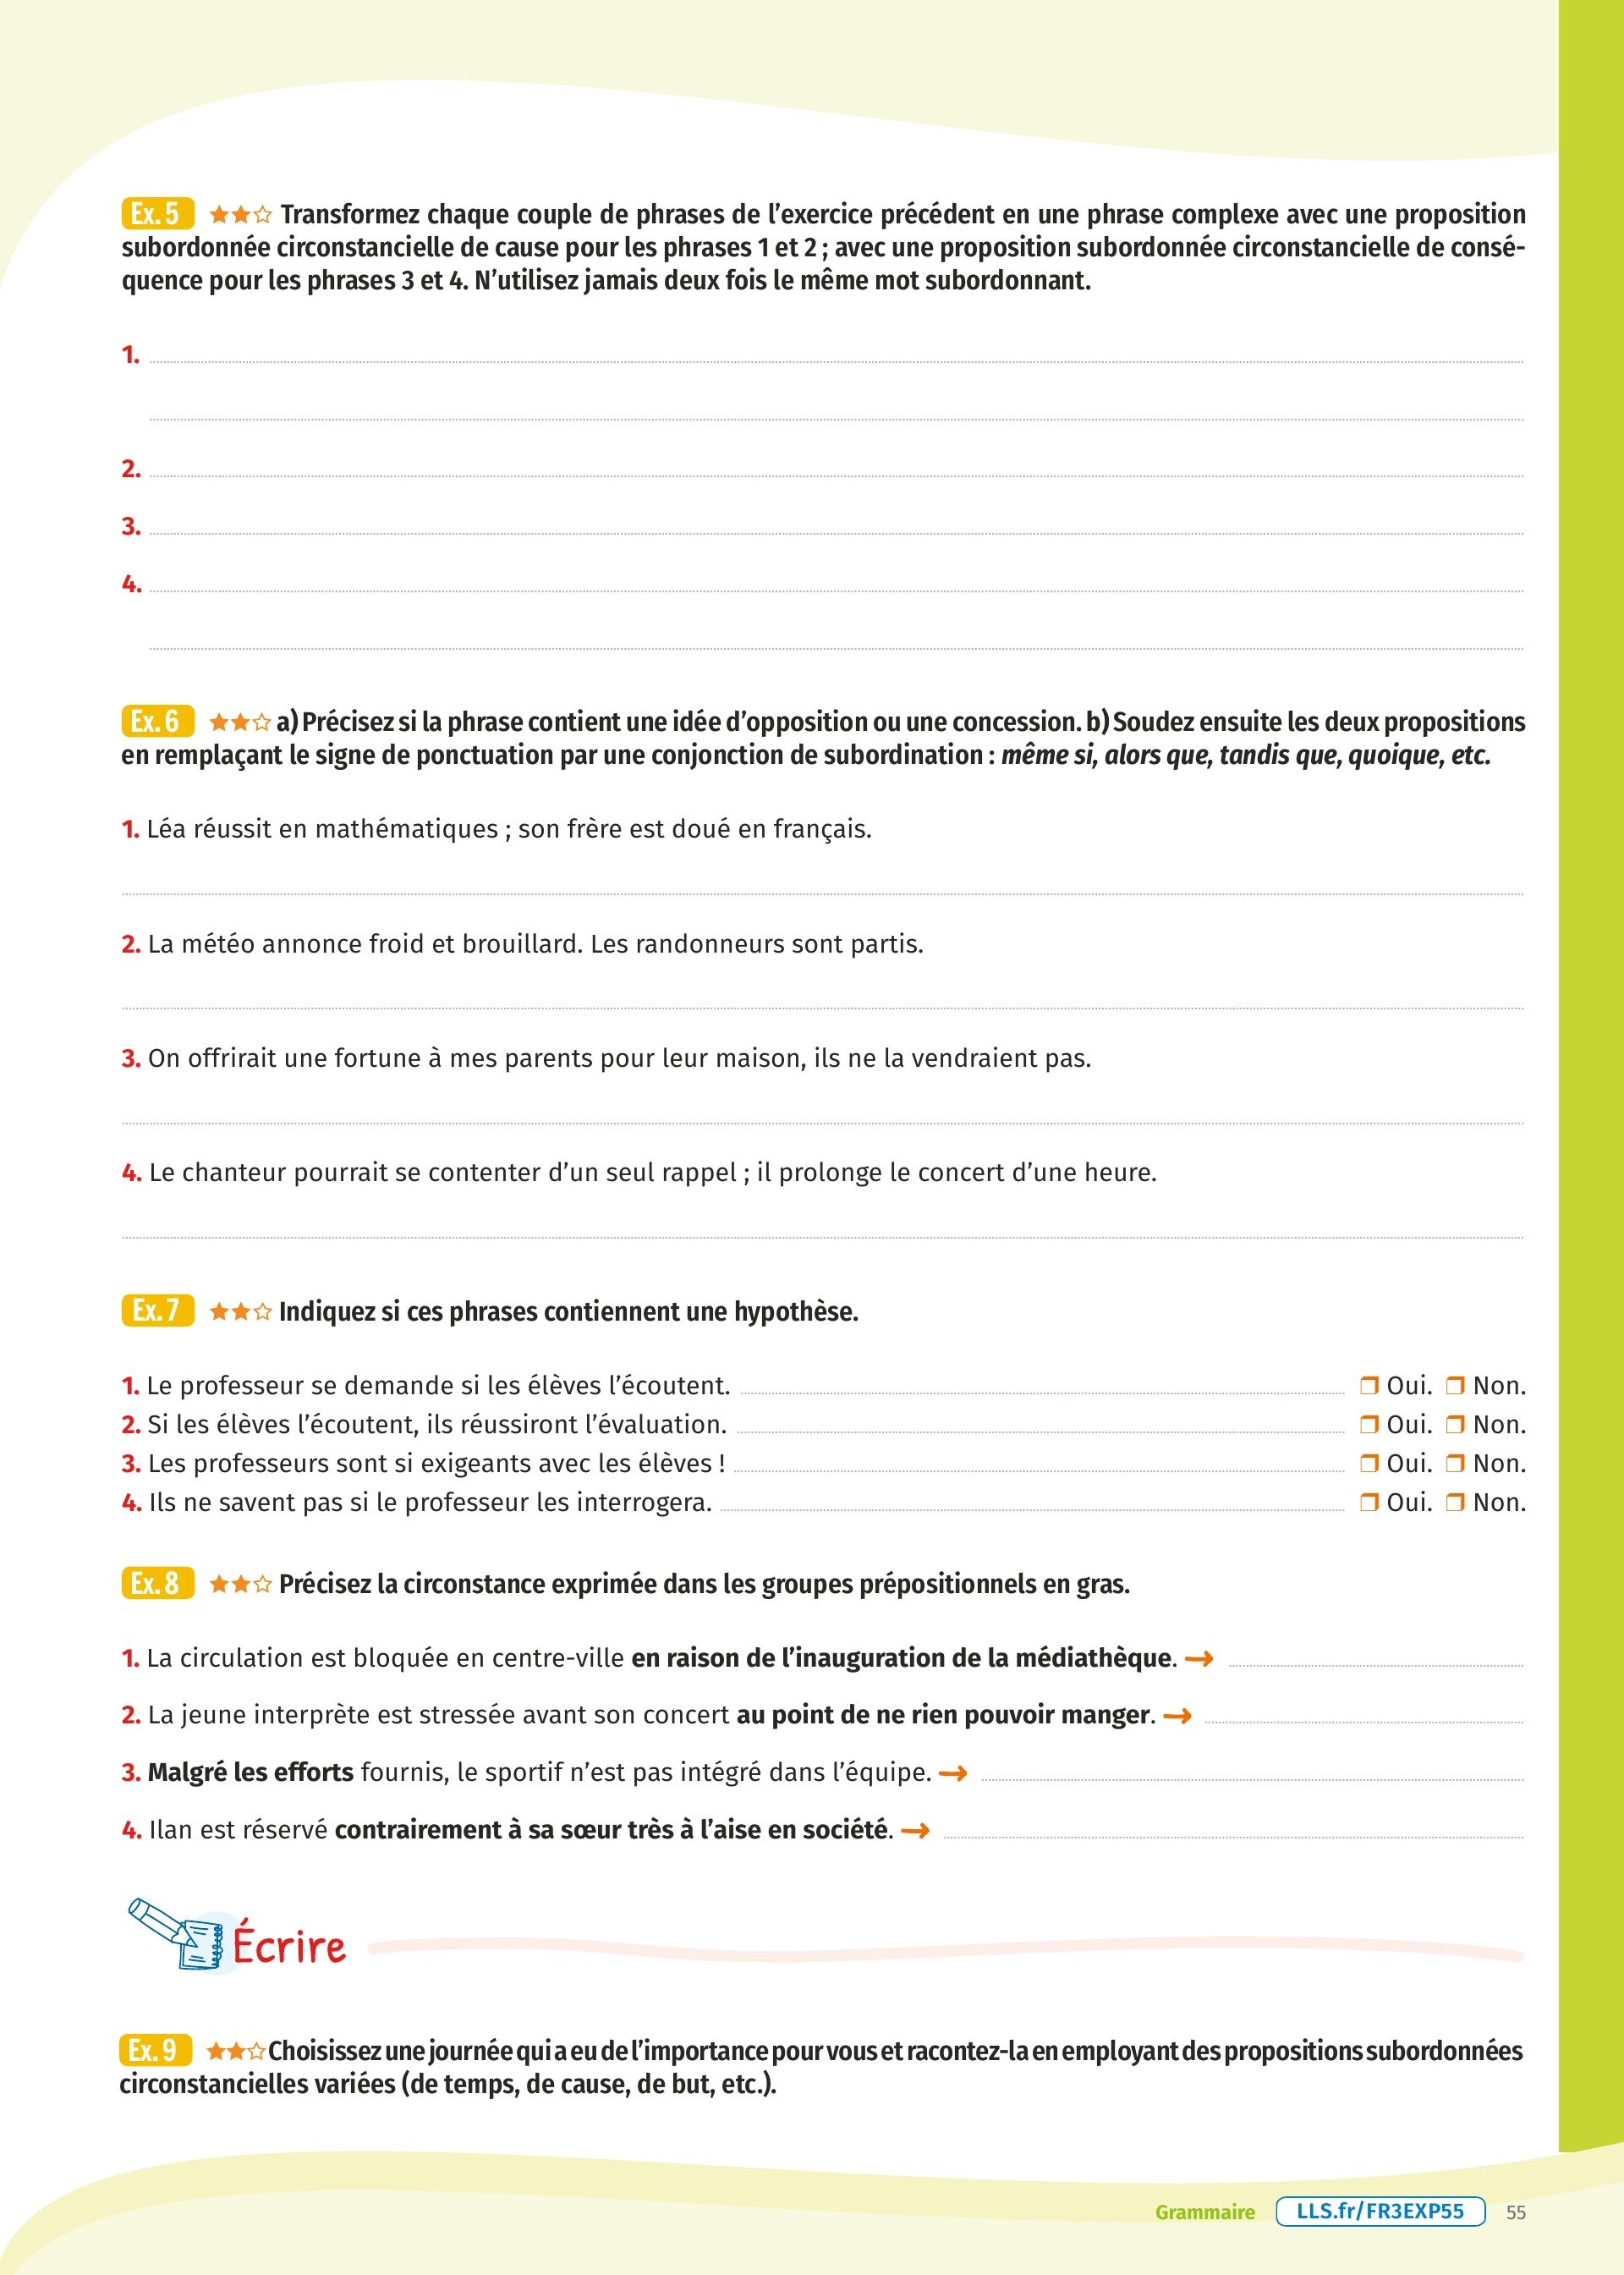 Ex. 5 ★★☆ Transformez chaque couple de phrases de l’exercice précédent en une phrase complexe avec une proposition
subordonnée circonstancielle de cause pour les phrases 1 et 2 ; avec une proposition subordonnée circonstancielle de consé-
quence pour les phrases 3 et 4. N’utilisez jamais deux fois le même mot subordonnant.
1.
2.
3.
4.
Ex. 6 ★★☆ a) Précisez si la phrase contient une idée d’opposition ou une concession. b) Soudez ensuite les deux propositions
en remplaçant le signe de ponctuation par une conjonction de subordination : même si, alors que, tandis que, quoique, etc.
1. Léa réussit en mathématiques ; son frère est doué en français.
2. La météo annonce froid et brouillard. Les randonneurs sont partis.
3. On offrirait une fortune à mes parents pour leur maison, ils ne la vendraient pas.
4. Le chanteur pourrait se contenter d’un seul rappel ; il prolonge le concert d’une heure.
Ex. 7 ★★☆ Indiquez si ces phrases contiennent une hypothèse.
1. Le professeur se demande si les élèves l’écoutent. ❒ Oui. ❒ Non.
2. Si les élèves l’écoutent, ils réussiront l’évaluation. ❒ Oui. ❒ Non.
3. Les professeurs sont si exigeants avec les élèves ! ❒ Oui. ❒ Non.
4. Ils ne savent pas si le professeur les interrogera. ❒ Oui. ❒ Non.
Ex. 8 ★★☆ Précisez la circonstance exprimée dans les groupes prépositionnels en gras.
1. La circulation est bloquée en centre-ville en raison de l’inauguration de la médiathèque. →
2. La jeune interprète est stressée avant son concert au point de ne rien pouvoir manger. →
3. Malgré les efforts fournis, le sportif n’est pas intégré dans l’équipe. →
4. Ilan est réservé contrairement à sa sœur très à l’aise en société. →
Écrire
Ex. 9 ★★☆ Choisissez une journée qui a eu de l’importance pour vous et racontez-la en employant des propositions subordonnées
circonstancielles variées (de temps, de cause, de but, etc.).
Grammaire LLS.fr/FR3EXP55 55